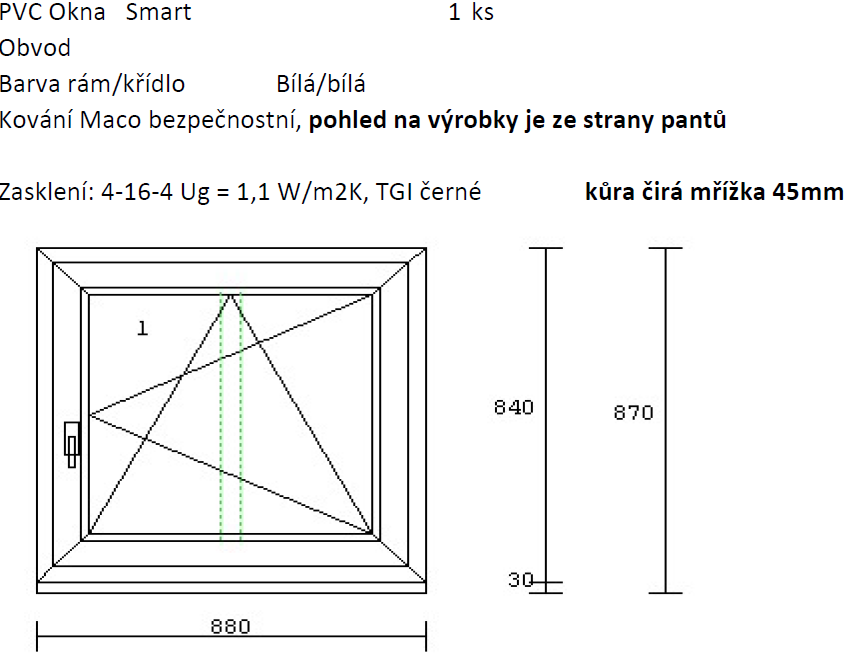 PVC Okna Smart 1 ks
Obvod
Barva rám/křídlo Bílá/bílá
Kování Maco bezpečnostní, pohled na výrobky je ze strany pantů
Zasklení: 4-16-4 Ug = 1,1 W/m2K, TGI černé kůra čirá mřížka 45mm
1
840
870
30
880